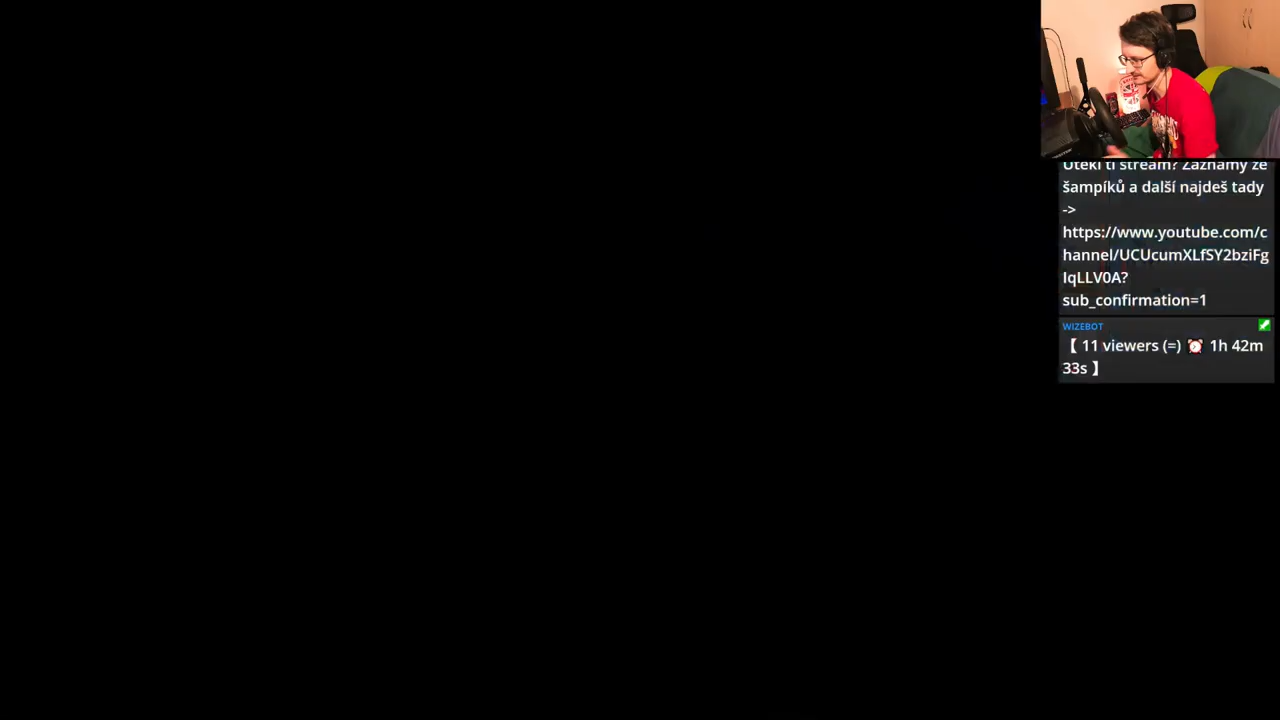 Utekl ti stream? Záznamy ze
šampíků a další najdeš tady
->
https://www.youtube.com/c
hannel/UCUcumXLfSY2bziFg
IqLLV0A?
sub_confirmation=1
WIZEBOT
【 11 viewers (=) ⏰ 1h 42m
33s 】